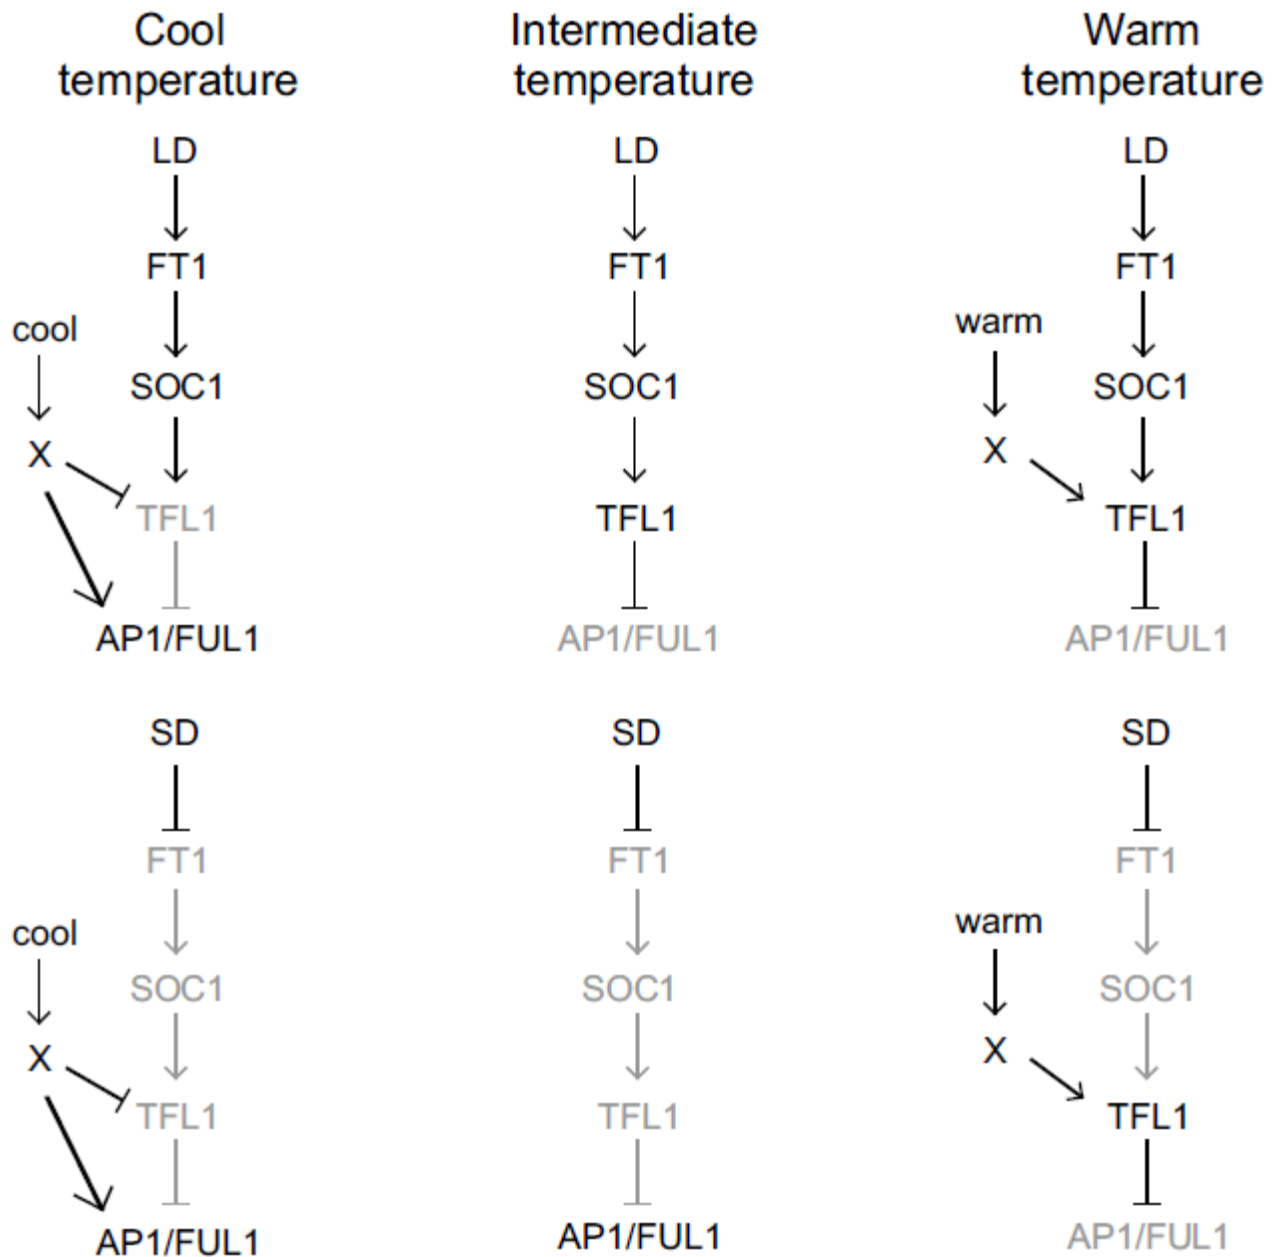 Cool
temperature
Intermediate
temperature
Warm
temperature
LD
FT1
cool
SOC1
X
TFL1
AP1/FUL1
LD
FT1
SOC1
TFL1
AP1/FUL1
LD
FT1
warm
SOC1
X
TFL1
AP1/FUL1
SD
FT1
cool
SOC1
X
TFL1
AP1/FUL1
SD
FT1
SOC1
TFL1
AP1/FUL1
SD
FT1
warm
SOC1
X
TFL1
AP1/FUL1